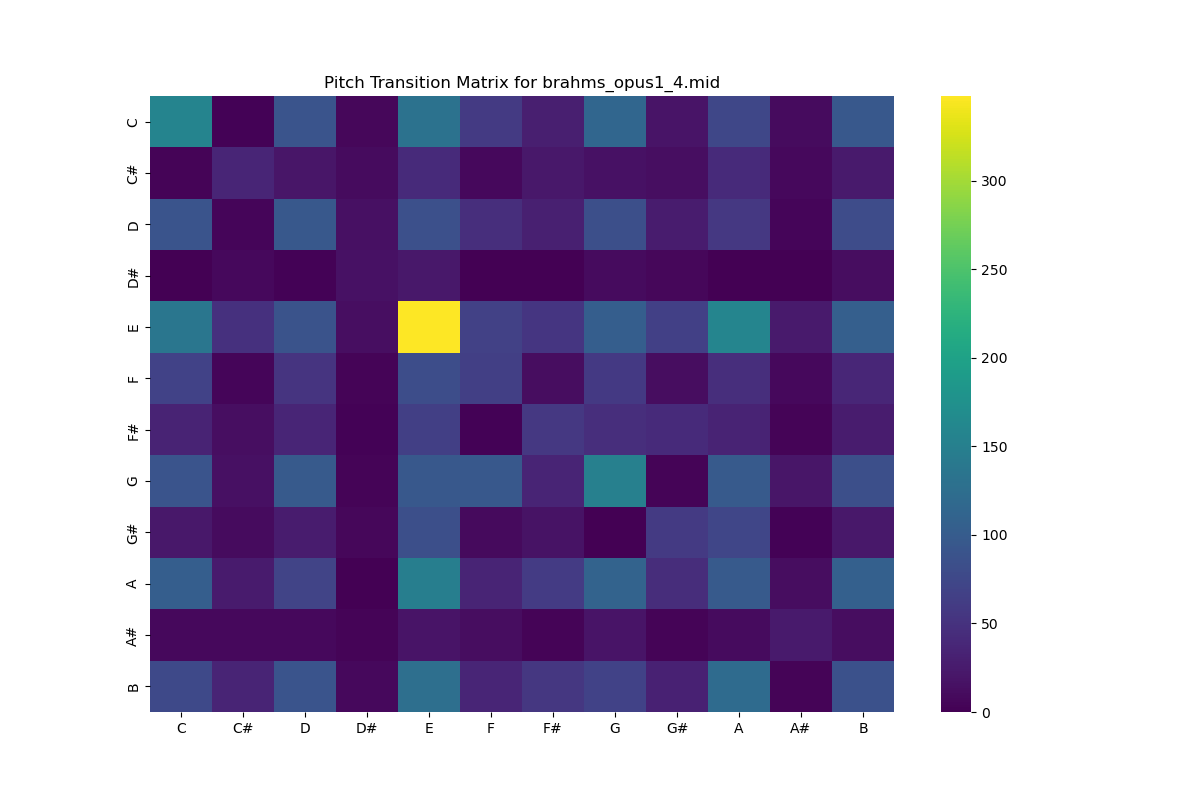 Pitch Transition Matrix for brahms_opus1_4.mid
C
C#
D
D#
E
F
F#
G
G#
A
A#
B
C C# D D# E F F# G G# A A# B
300
250
200
150
100
50
0